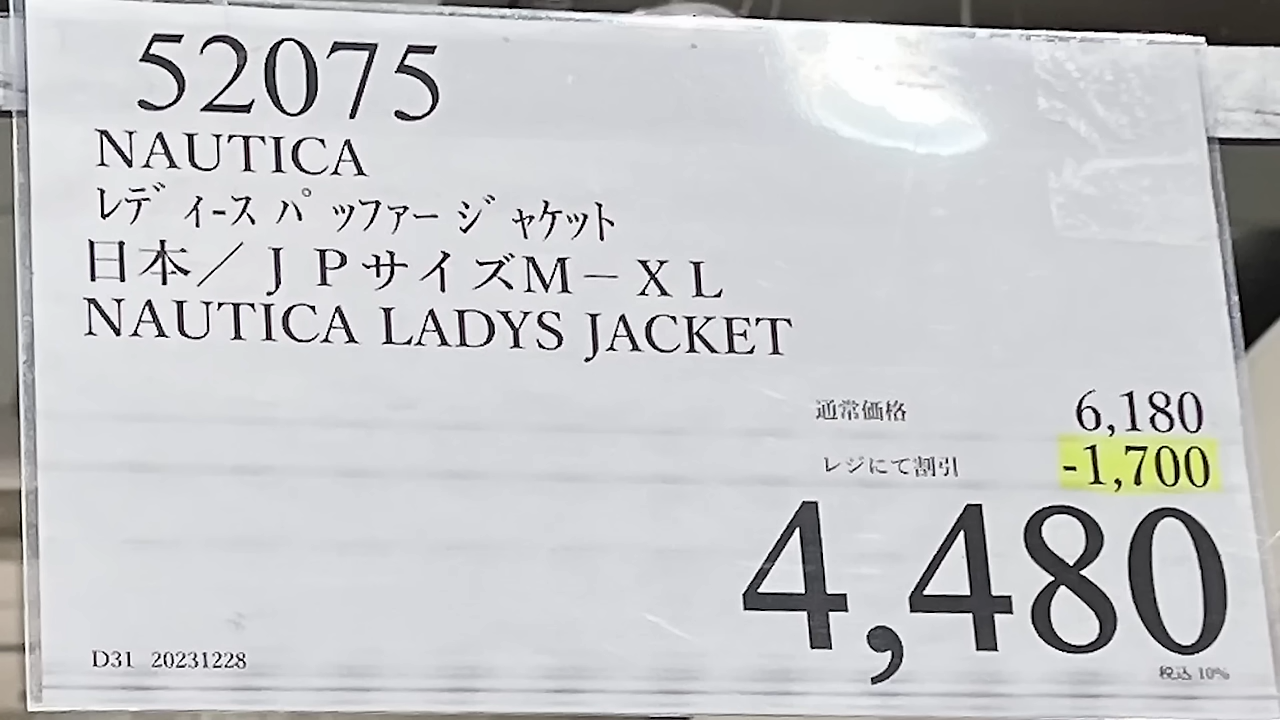 52075
NAUTICA
ﾚﾃﾞｨｰｽ ﾊﾟｯﾌｧｰ ｼﾞｬｹｯﾄ
日本／ＪＰサイズM－ＸＬ
NAUTICA LADYS JACKET
通常価格 6,180
レジにて割引 -1,700
4,480
税込 10%
D31 20231228